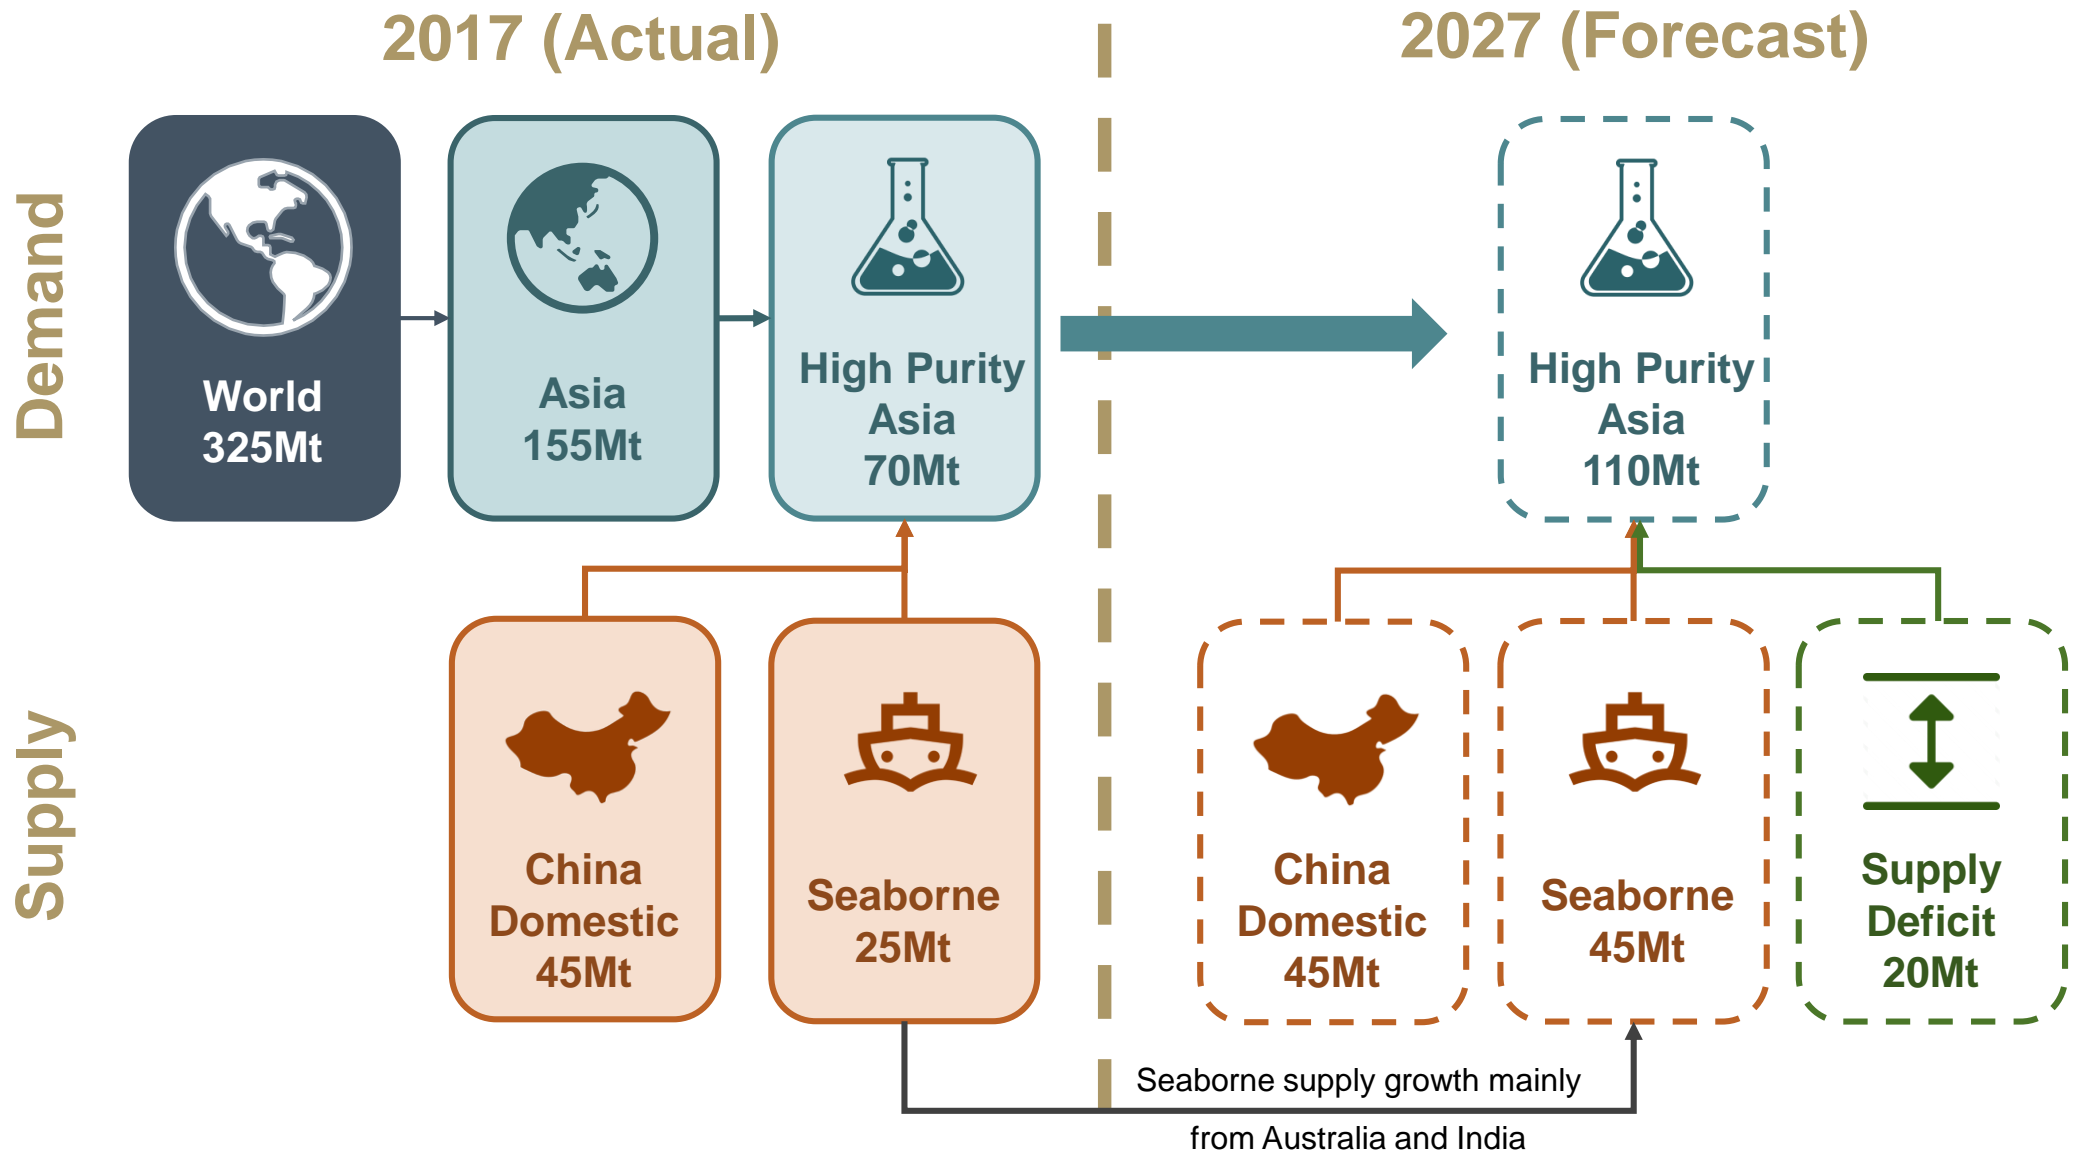 2017 (Actual)
2027 (Forecast)
Demand
World
325Mt
Asia
155Mt
High Purity
Asia
70Mt
High Purity
Asia
110Mt
Supply
China
Domestic
45Mt
Seaborne
25Mt
China
Domestic
45Mt
Seaborne
45Mt
Supply
Deficit
20Mt
Seaborne supply growth mainly
from Australia and India